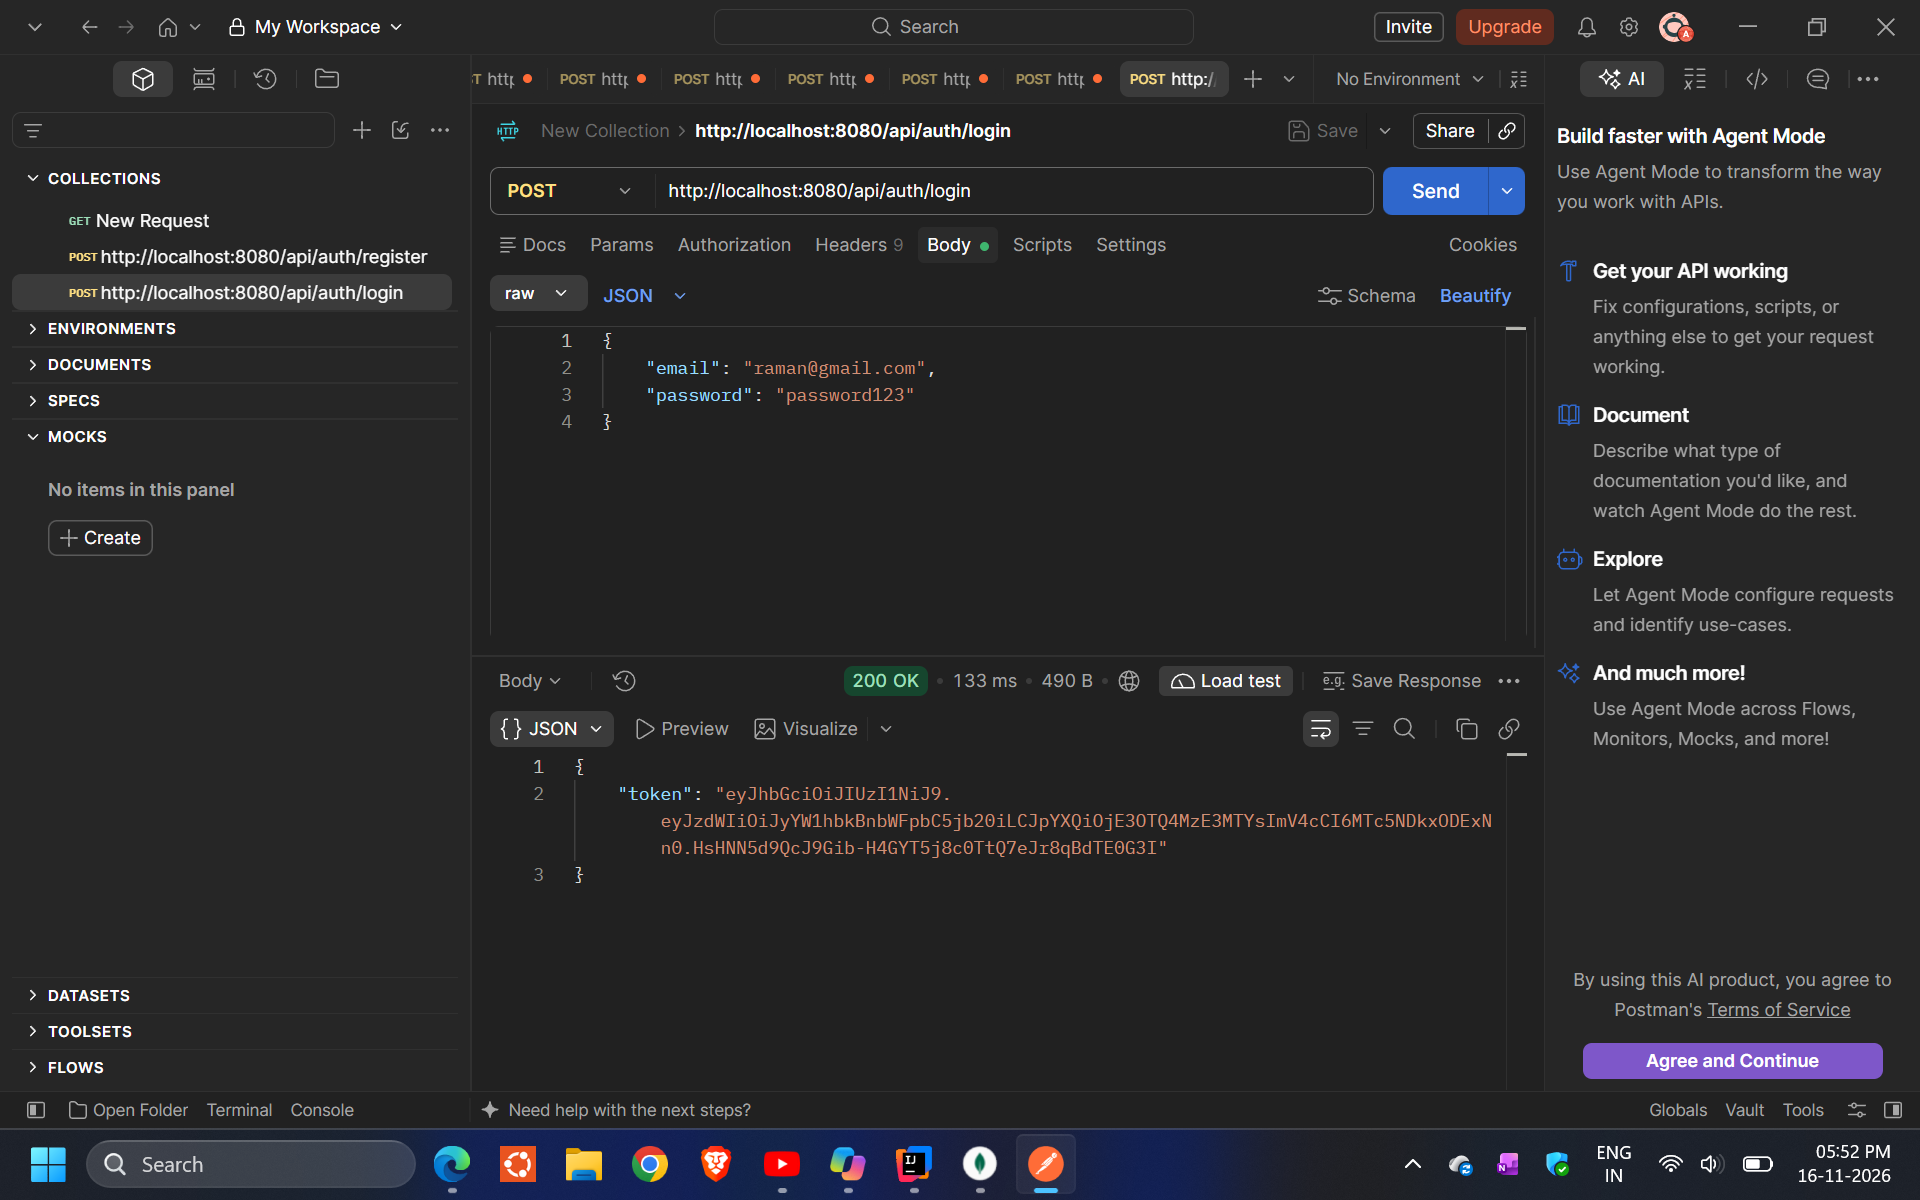 My Workspace
Search
Invite
Upgrade
T http
POST http
POST http
POST http
POST http
POST http
POST http:/
No Environment
AI
COLLECTIONS
GET New Request
POST http://localhost:8080/api/auth/register
POST http://localhost:8080/api/auth/login
ENVIRONMENTS
DOCUMENTS
SPECS
MOCKS
No items in this panel
Create
DATASETS
TOOLSETS
FLOWS
HTTP New Collection > http://localhost:8080/api/auth/login
Save
Share
POST http://localhost:8080/api/auth/login
Send
Docs Params Authorization Headers 9 Body Scripts Settings Cookies
raw JSON Schema Beautify
1 {
2 "email": "raman@gmail.com",
3 "password": "password123"
4 }
Body 200 OK • 133 ms • 490 B • Load test e.g. Save Response
{} JSON Preview Visualize
1 {
2 "token": "eyJhbGciOiJIUzI1NiJ9.
eyJzdWIiOiJyYW1hbkBnbWFpbC5jb20iLCJpYXQiOjE3OTQ4MzE3MTYsImV4cCI6MTc5NDkxODExN
n0.HsHNN5d9QcJ9Gib-H4GYT5j8c0TtQ7eJr8qBdTE0G3I"
3 }
Build faster with Agent Mode
Use Agent Mode to transform the way
you work with APIs.
Get your API working
Fix configurations, scripts, or
anything else to get your request
working.
Document
Describe what type of
documentation you'd like, and
watch Agent Mode do the rest.
Explore
Let Agent Mode configure requests
and identify use-cases.
And much more!
Use Agent Mode across Flows,
Monitors, Mocks, and more!
By using this AI product, you agree to
Postman's Terms of Service
Agree and Continue
Open Folder Terminal Console
Need help with the next steps?
Globals Vault Tools
Search
ENG
IN
05:52 PM
16-11-2026